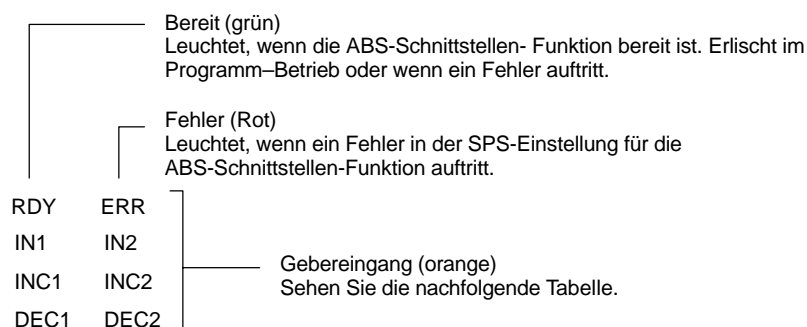 Bereit (grün)
Leuchtet, wenn die ABS-Schnittstellen- Funktion bereit ist. Erlischt im
Programm–Betrieb oder wenn ein Fehler auftritt.
Fehler (Rot)
Leuchtet, wenn ein Fehler in der SPS-Einstellung für die
ABS-Schnittstellen-Funktion auftritt.
RDY ERR
IN1 IN2
INC1 INC2
DEC1 DEC2
Gebereingang (orange)
Sehen Sie die nachfolgende Tabelle.